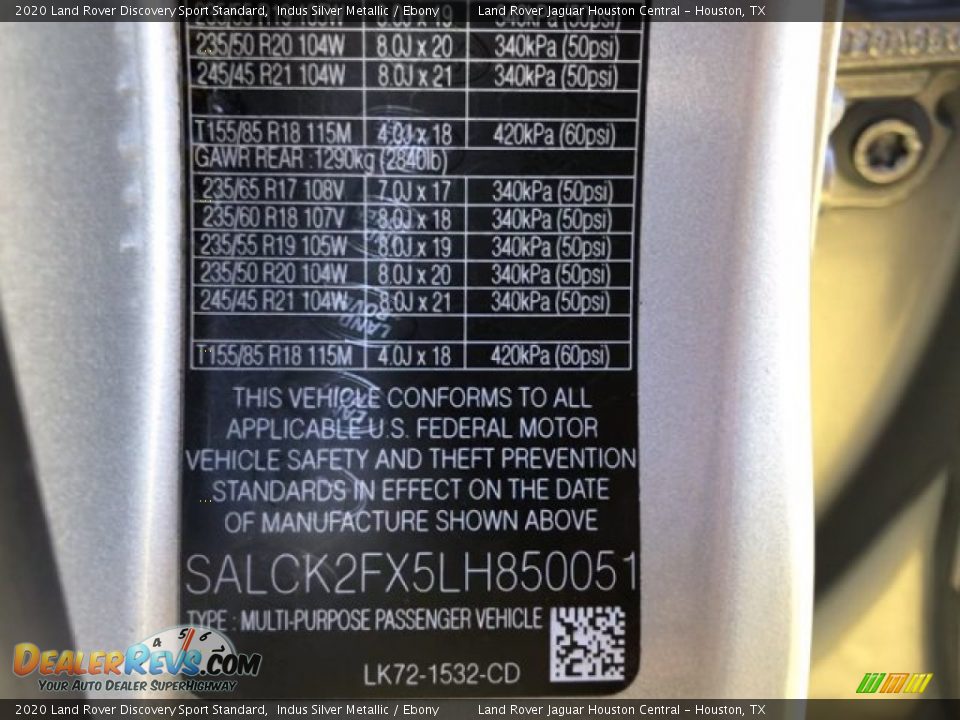 2020 Land Rover Discovery Sport Standard, Indus Silver Metallic / Ebony Land Rover Jaguar Houston Central - Houston, TX
235/50 R20 104W 8.0J x 20 340kPa (50psi)
245/45 R21 104W 8.0J x 21 340kPa (50psi)
T155/85 R18 115M 4.0J x 18 420kPa (60psi)
GAWR REAR : 1290kg (2840lb)
235/65 R17 108V 7.0J x 17 340kPa (50psi)
235/60 R18 107V 8.0J x 18 340kPa (50psi)
235/55 R19 105W 8.0J x 19 340kPa (50psi)
235/50 R20 104W 8.0J x 20 340kPa (50psi)
245/45 R21 104W 8.0J x 21 340kPa (50psi)
T155/85 R18 115M 4.0J x 18 420kPa (60psi)
THIS VEHICLE CONFORMS TO ALL
APPLICABLE U.S. FEDERAL MOTOR
VEHICLE SAFETY AND THEFT PREVENTION
STANDARDS IN EFFECT ON THE DATE
OF MANUFACTURE SHOWN ABOVE
SALCK2FX5LH850051
TYPE : MULTI-PURPOSE PASSENGER VEHICLE
LK72-1532-CD
4 5 6
DEALERREVS.COM
YOUR AUTO DEALER SUPERHIGHWAY
2020 Land Rover Discovery Sport Standard, Indus Silver Metallic / Ebony Land Rover Jaguar Houston Central - Houston, TX